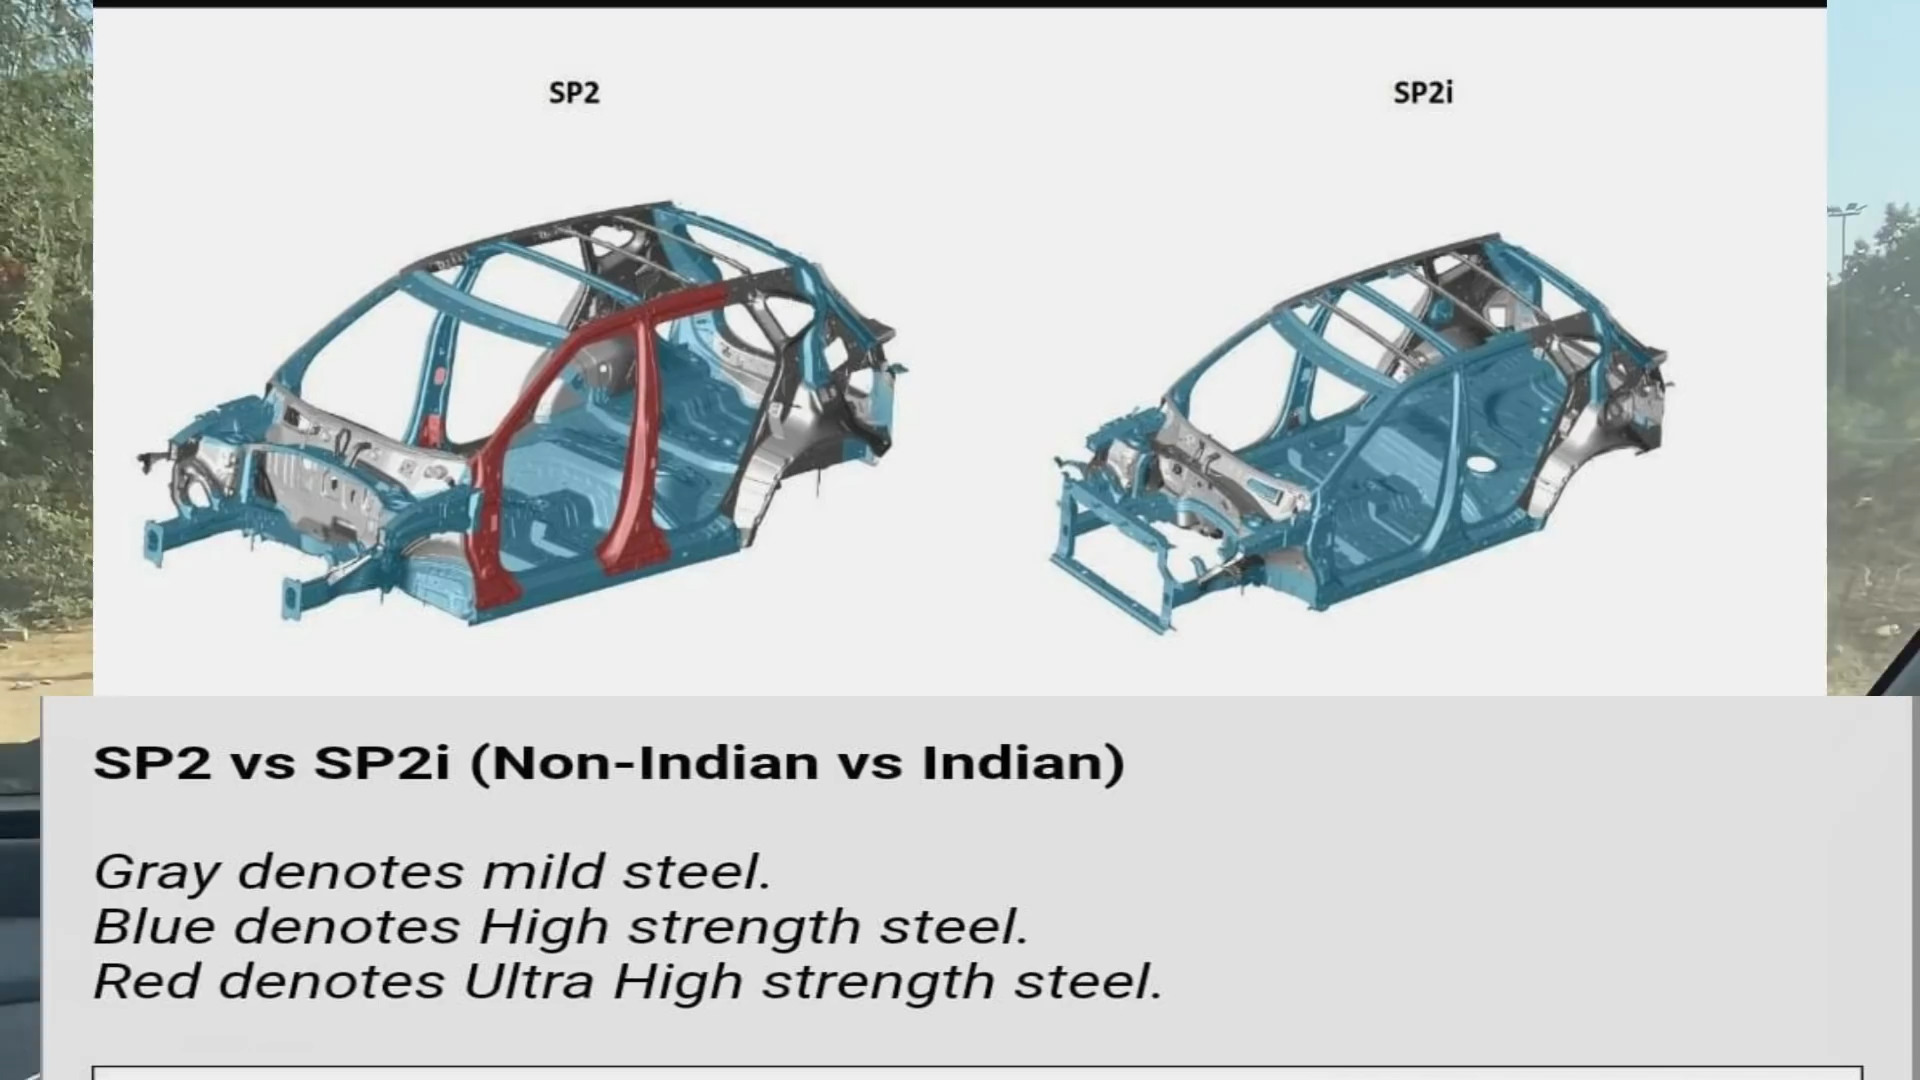 SP2
SP2i
SP2 vs SP2i (Non-Indian vs Indian)
Gray denotes mild steel.
Blue denotes High strength steel.
Red denotes Ultra High strength steel.